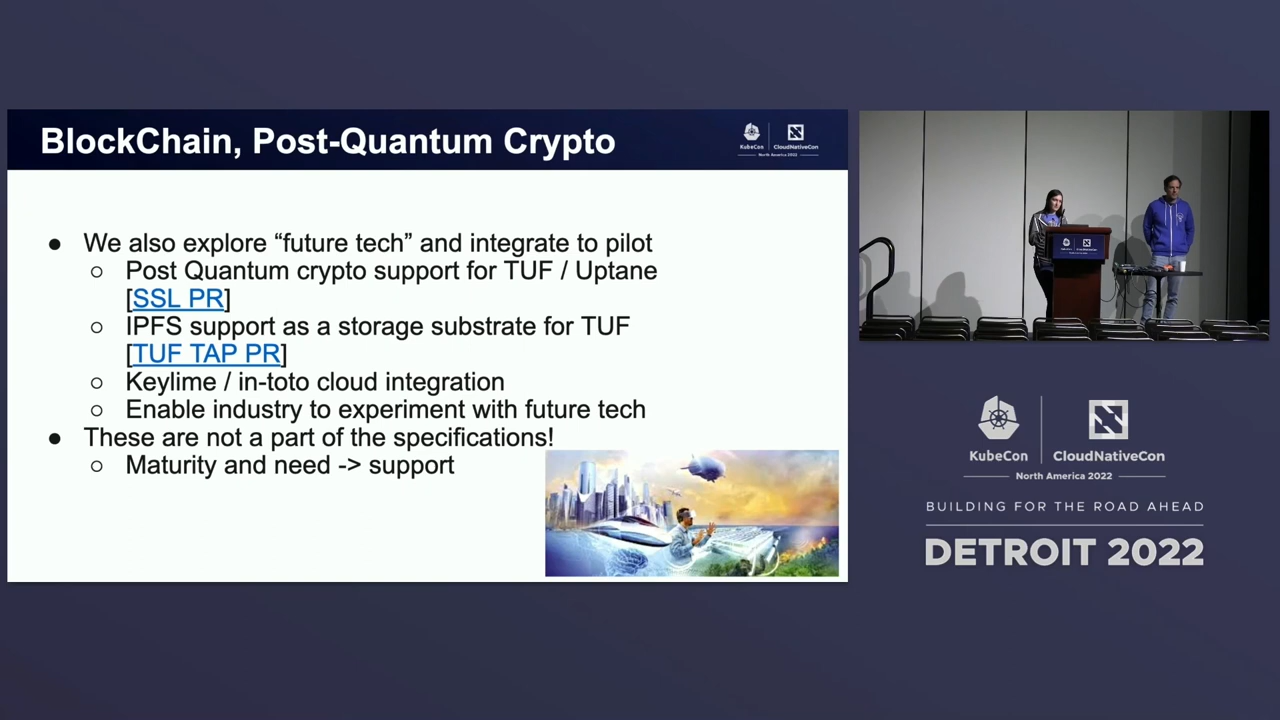 BlockChain, Post-Quantum Crypto
KubeCon
CloudNativeCon
North America 2022
● We also explore “future tech” and integrate to pilot
○ Post Quantum crypto support for TUF / Uptane
[SSL PR]
○ IPFS support as a storage substrate for TUF
[TUF TAP PR]
○ Keylime / in-toto cloud integration
○ Enable industry to experiment with future tech
● These are not a part of the specifications!
○ Maturity and need -> support
KubeCon
CloudNativeCon
North America 2022
BUILDING FOR THE ROAD AHEAD
DETROIT 2022